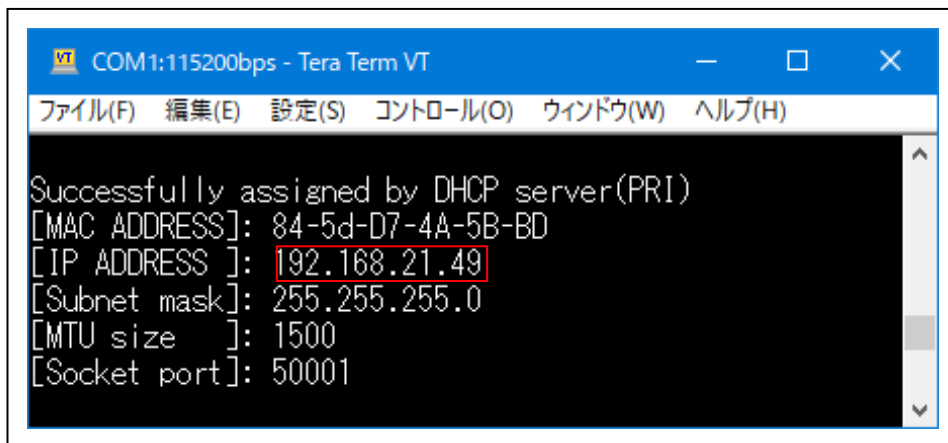 COM1:115200bps - Tera Term VT
ファイル(F) 編集(E) 設定(S) コントロール(O) ウィンドウ(W) ヘルプ(H)
Successfully assigned by DHCP server(PRI)
[MAC ADDRESS]: 84-5d-D7-4A-5B-BD
[IP ADDRESS ]: 192.168.21.49
[Subnet mask]: 255.255.255.0
[MTU size   ]: 1500
[Socket port]: 50001